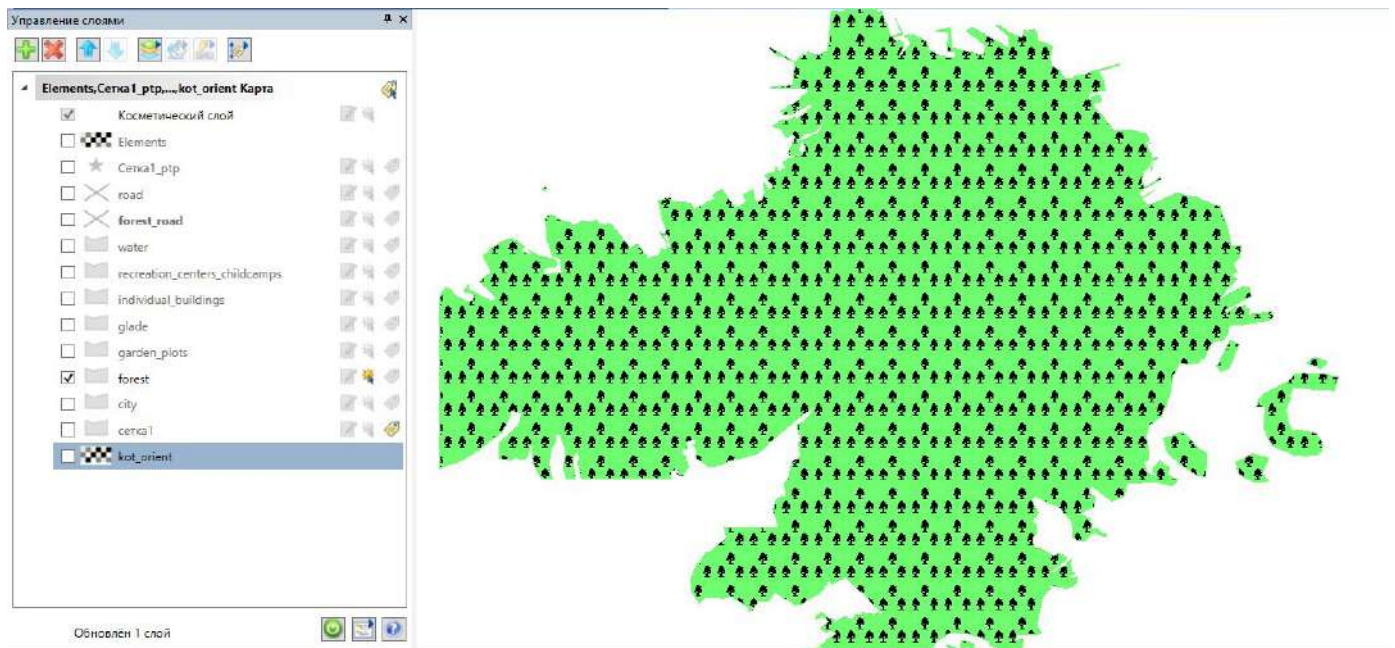 Управление слоями
Elements,Сетка1_ptp,...,kot_orient Карта
Косметический слой
Elements
Сетка1_ptp
road
forest_road
water
recreation_centers_childcamps
individual_buildings
glade
garden_plots
forest
city
сетка1
kot_orient
Обновлён 1 слой